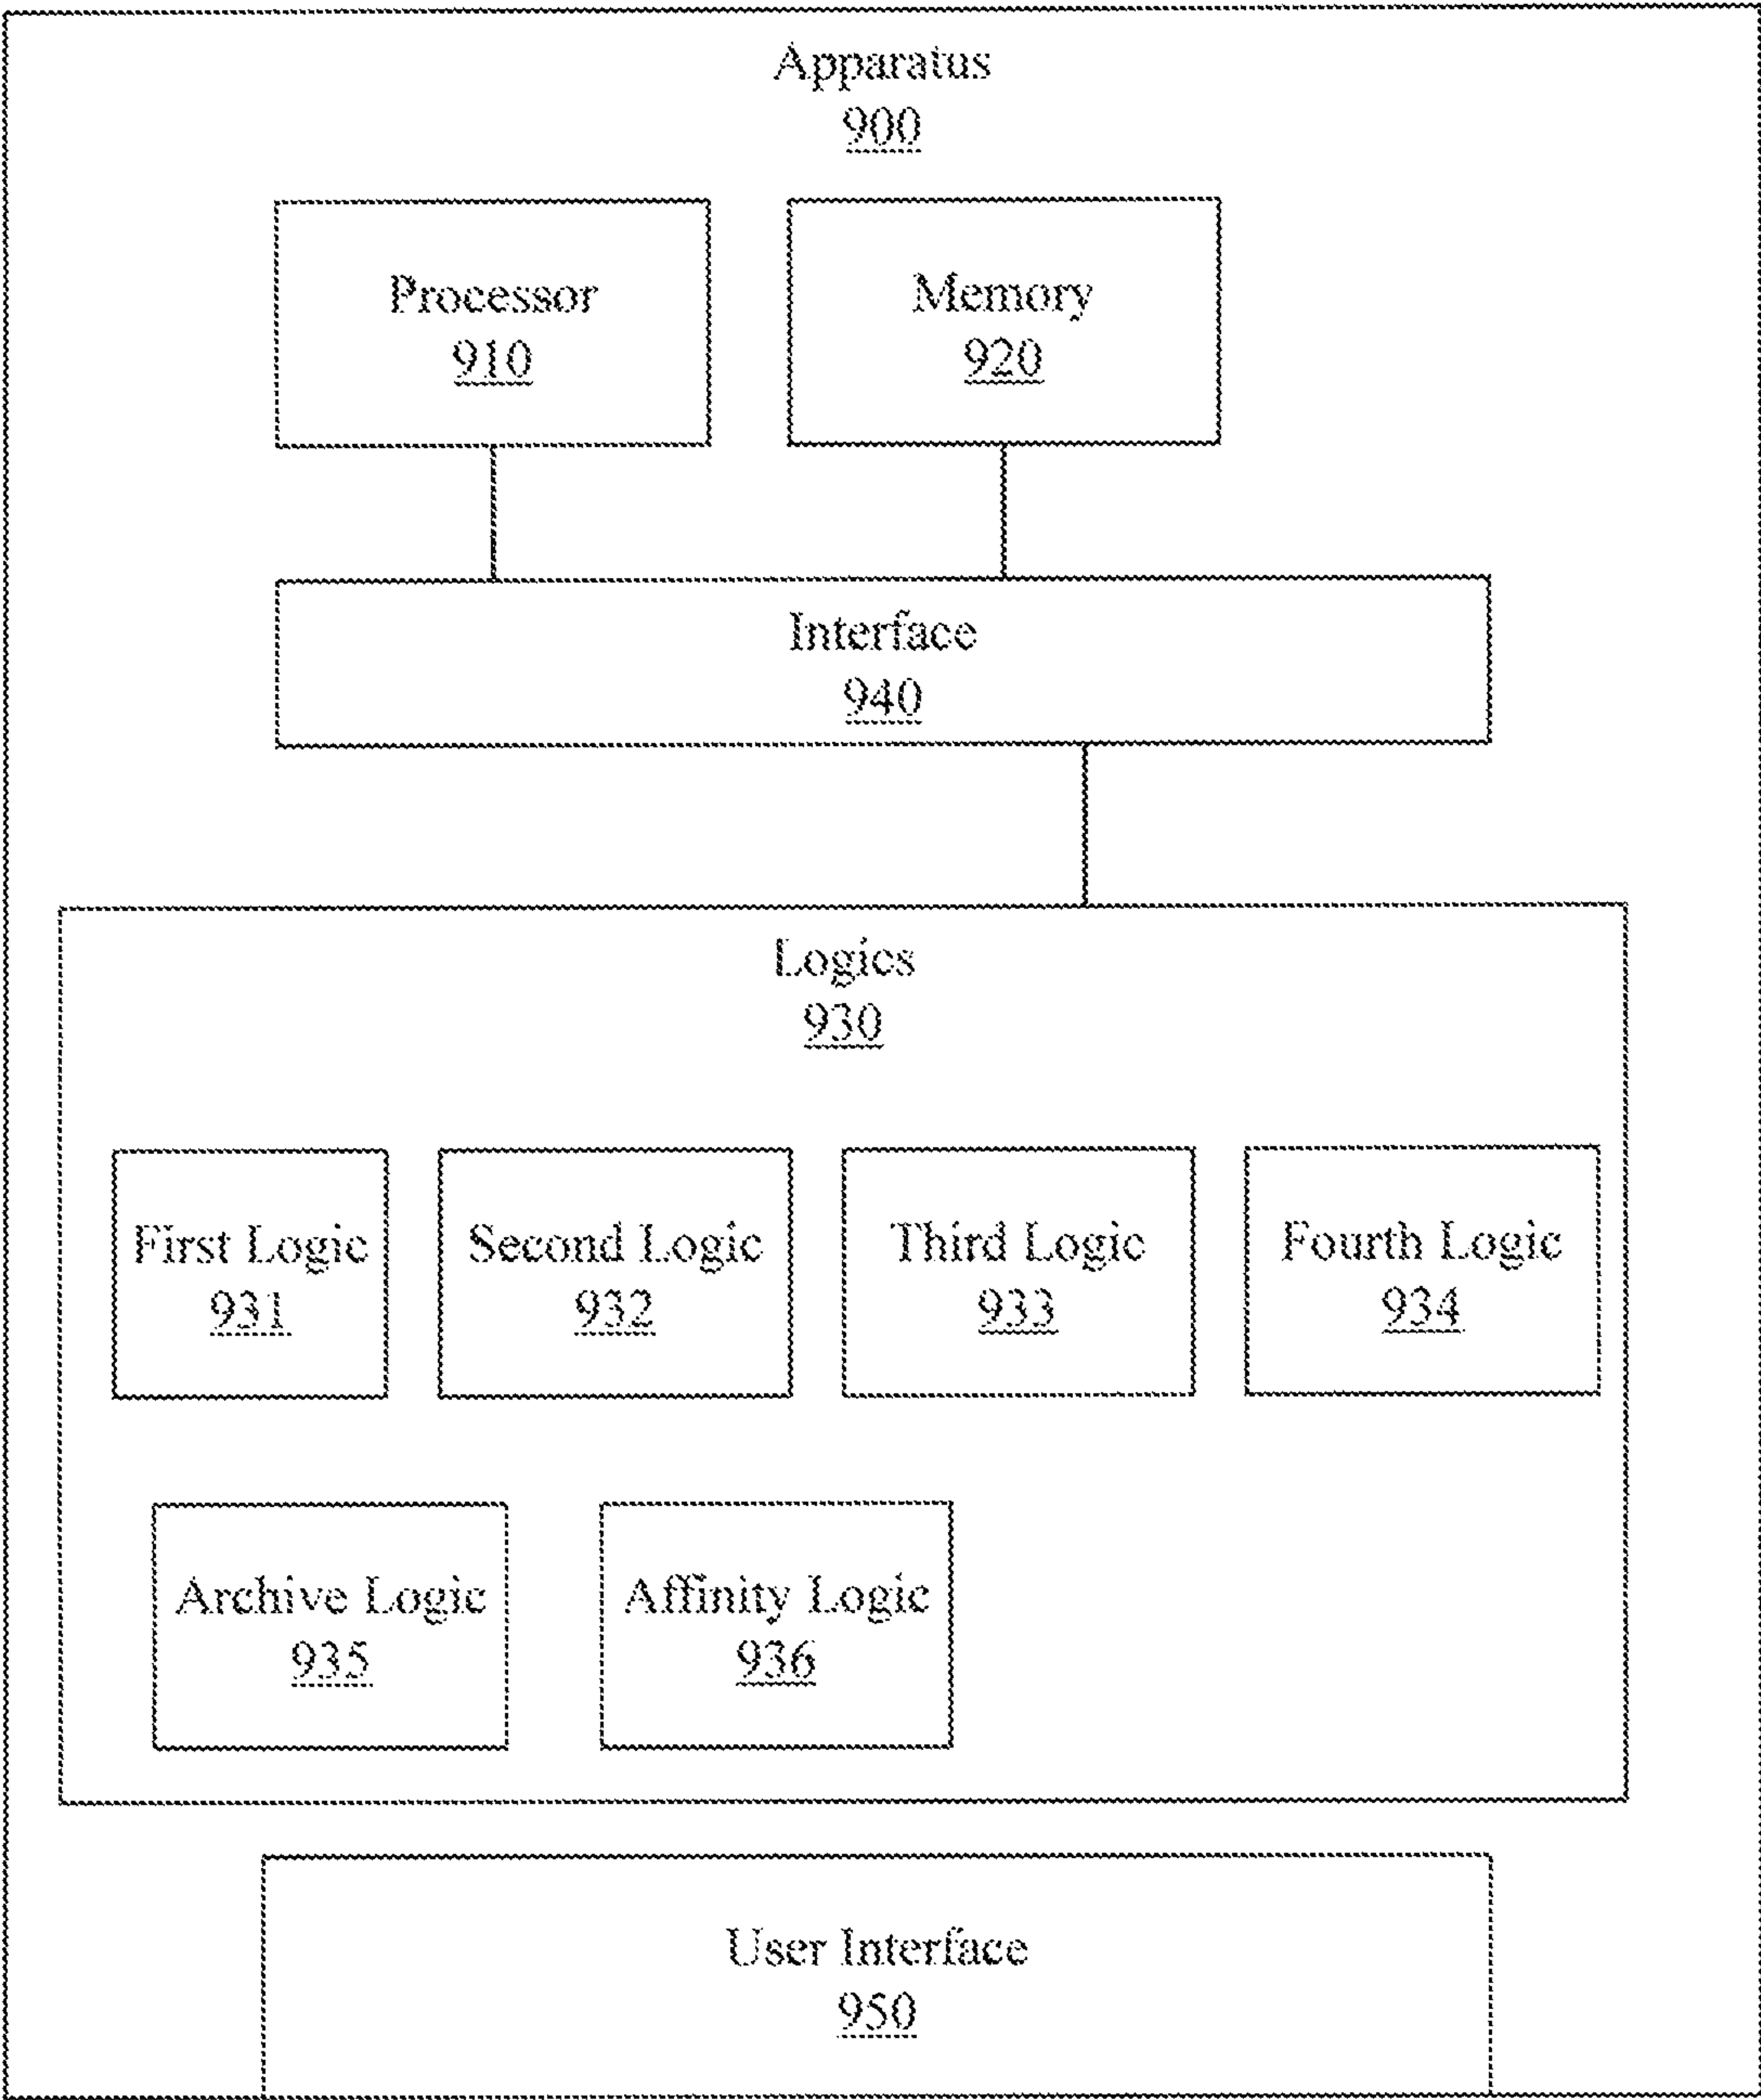 Apparatus
900
Processor
910
Memory
920
Interface
940
Logics
930
First Logic
931
Second Logic
932
Third Logic
933
Fourth Logic
934
Archive Logic
935
Affinity Logic
936
User Interface
950